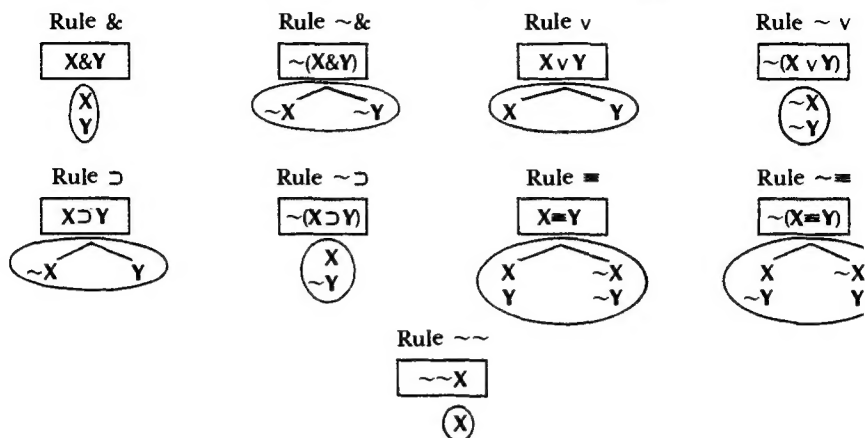 Rule & Rule ~& Rule v Rule ~ v
X&Y ~(X&Y) X v Y ~(X v Y)
X ~X ~Y X Y ~X
Y ~Y
Rule ⊃ Rule ~⊃ Rule ≡ Rule ~≡
X⊃Y ~(X⊃Y) X≡Y ~(X≡Y)
~X Y X X ~X X ~X
~Y Y ~Y ~Y Y
Rule ~~
~~X
X